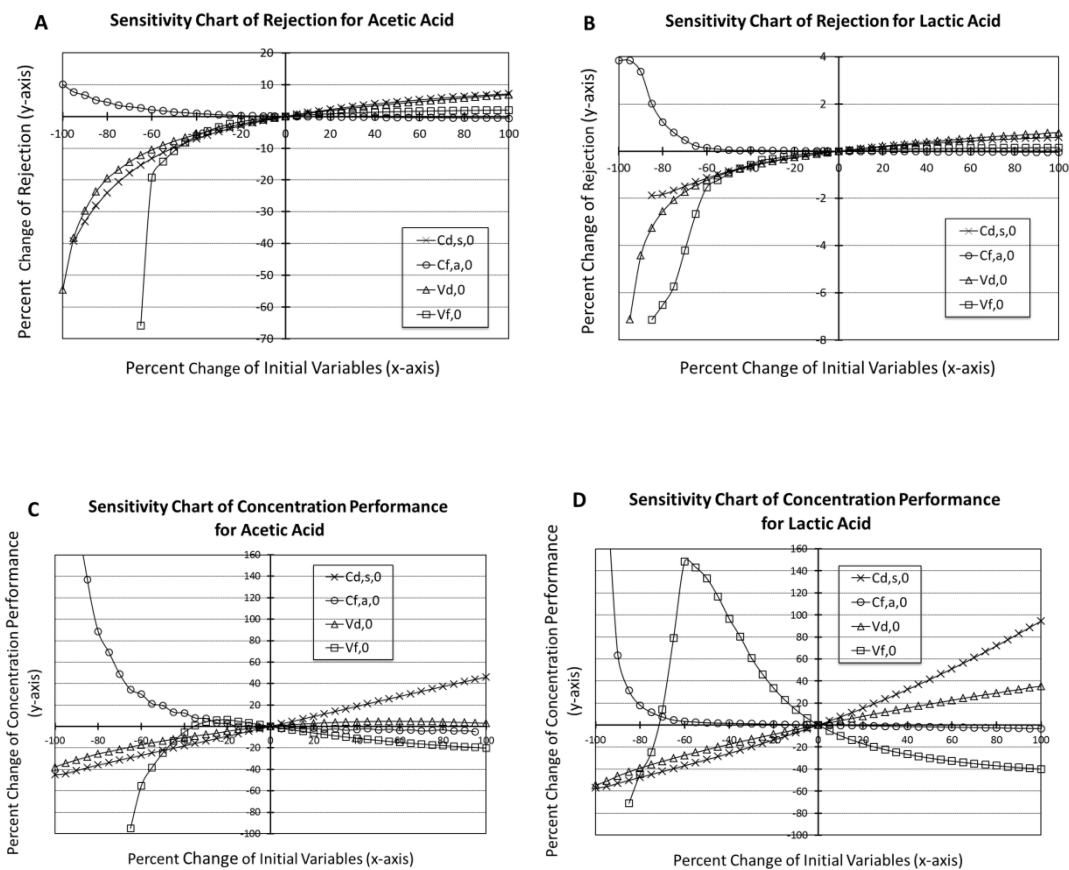 A
Sensitivity Chart of Rejection for Acetic Acid
Percent Change of Rejection (y-axis)
20
10
0
-10
-20
-30
-40
-50
-60
-70
-100 -80 -60 -40 -20 0 20 40 60 80 100
Cd,s,0
Cf,a,0
Vd,0
Vf,0
Percent Change of Initial Variables (x-axis)
B
Sensitivity Chart of Rejection for Lactic Acid
Percent Change of Rejection (y-axis)
4
2
0
-2
-4
-6
-8
-100 -80 -60 -40 -20 0 20 40 60 80 100
Cd,s,0
Cf,a,0
Vd,0
Vf,0
Percent Change of Initial Variables (x-axis)
C
Sensitivity Chart of Concentration Performance
for Acetic Acid
Percent Change of Concentration Performance
(y-axis)
160
140
120
100
80
60
40
20
0
-20
-40
-60
-80
-100
-100 -80 -60 -40 -20 0 20 40 60 80 100
Cd,s,0
Cf,a,0
Vd,0
Vf,0
Percent Change of Initial Variables (x-axis)
D
Sensitivity Chart of Concentration Performance
for Lactic Acid
Percent Change of Concentration Performance
(y-axis)
160
140
120
100
80
60
40
20
0
-20
-40
-60
-80
-100
-100 -80 -60 -40 -20 0 20 40 60 80 100
Cd,s,0
Cf,a,0
Vd,0
Vf,0
Percent Change of Initial Variables (x-axis)